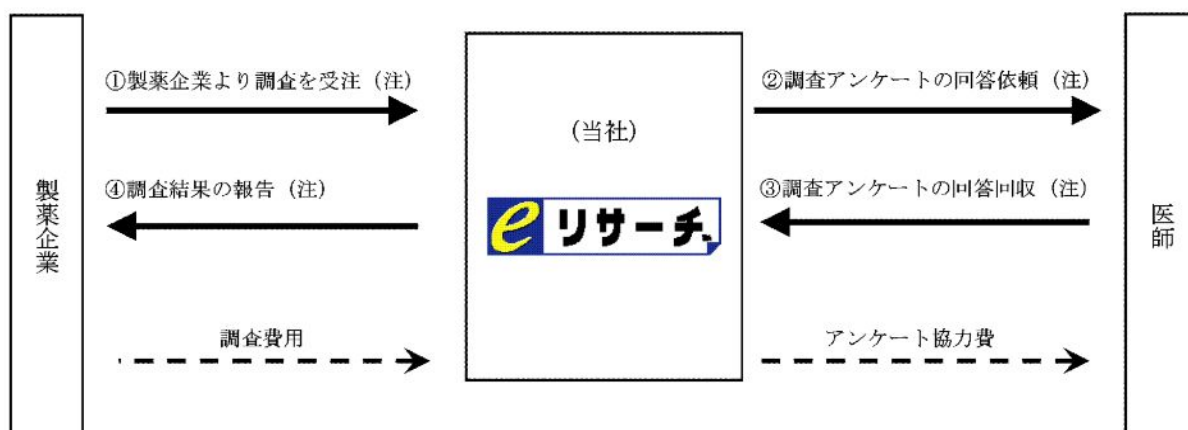 製薬企業
①製薬企業より調査を受注（注）
④調査結果の報告（注）
調査費用
（当社）
eリサーチ
②調査アンケートの回答依頼（注）
③調査アンケートの回答回収（注）
アンケート協力費
医師